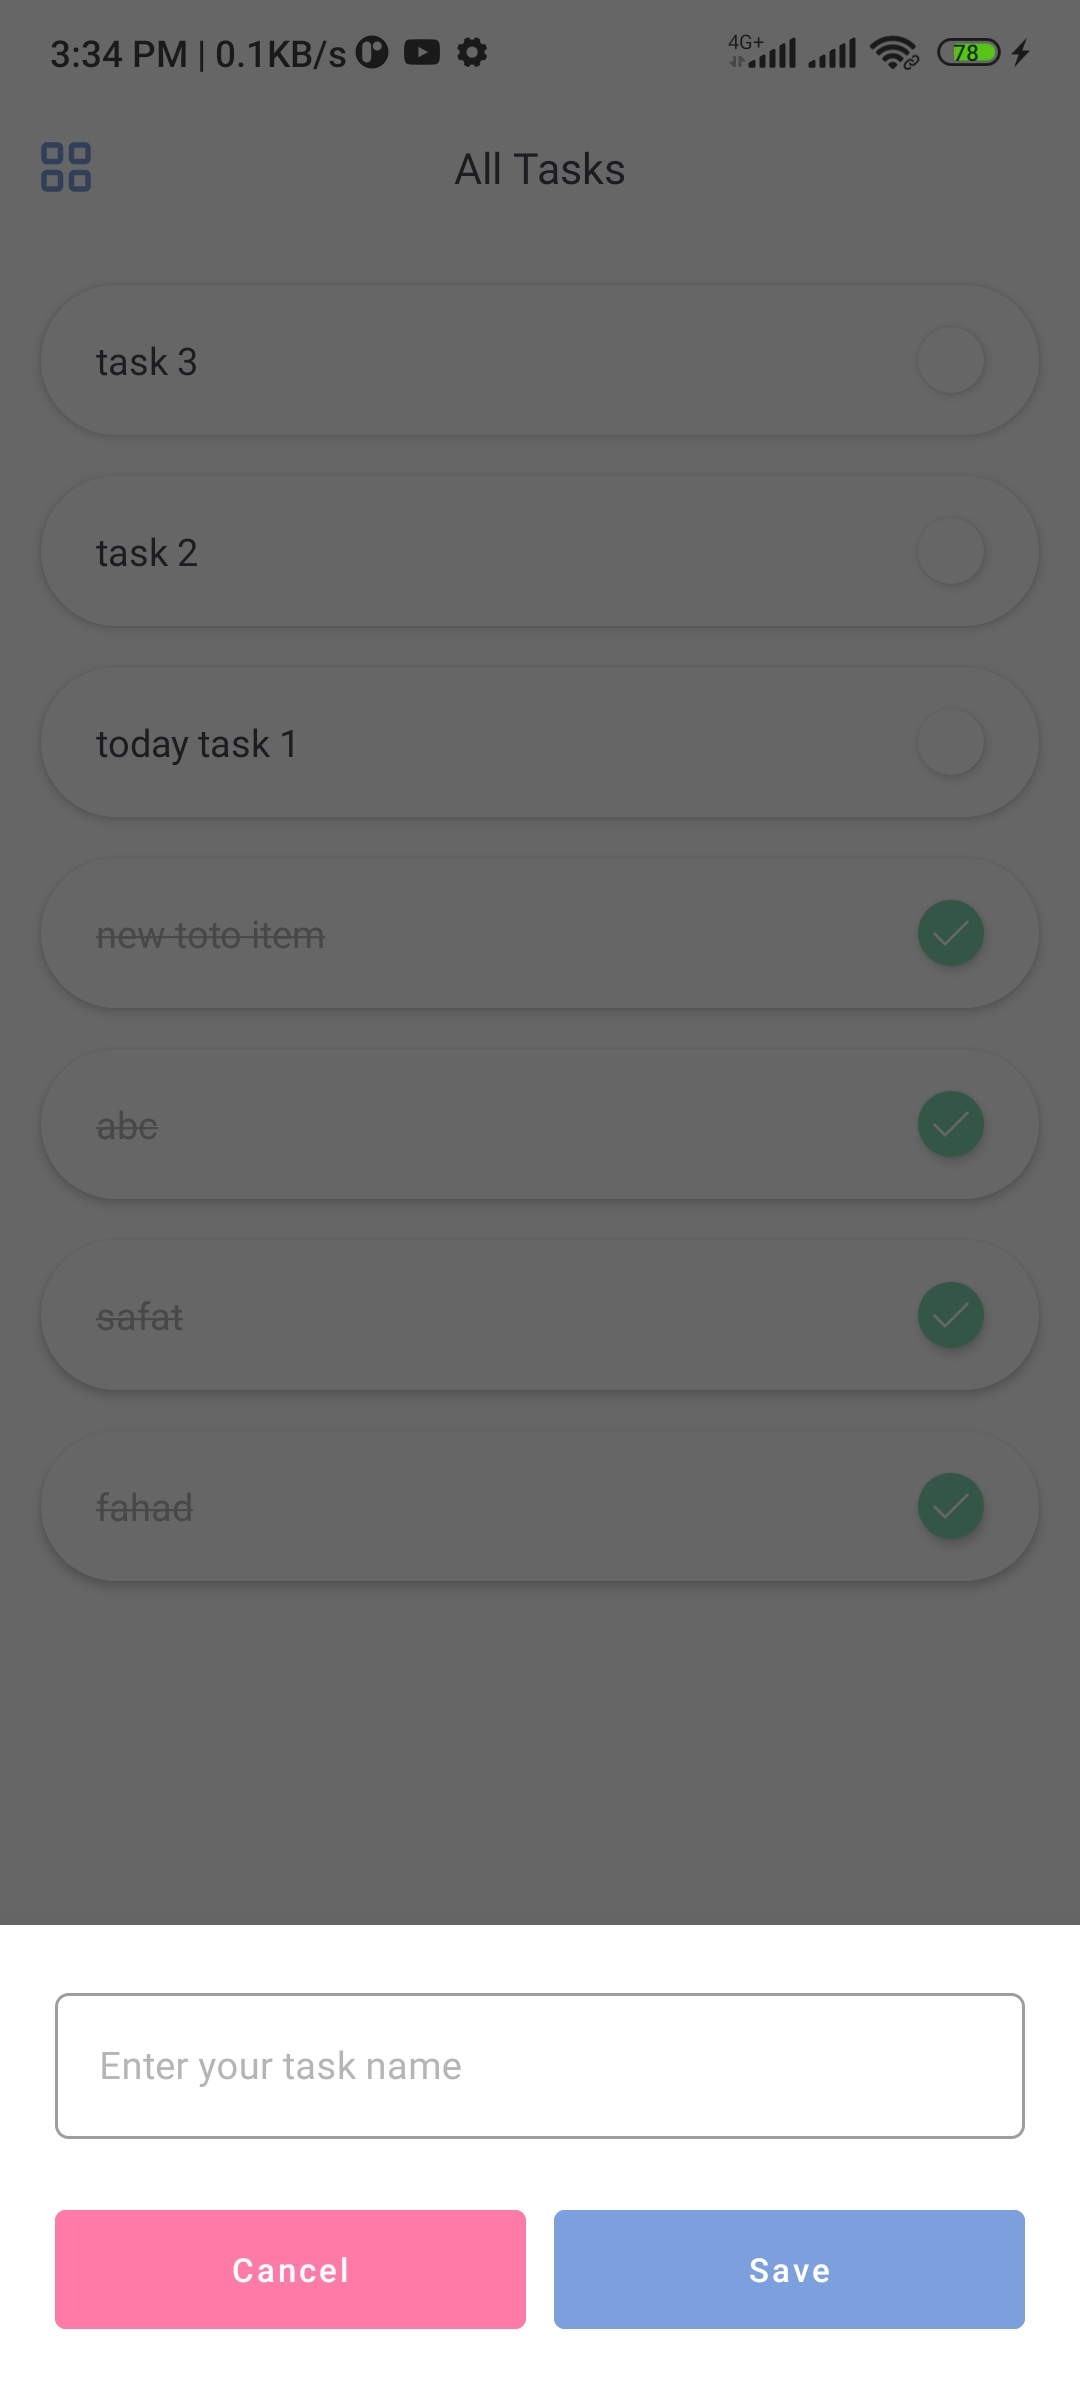 3:34 PM | 0.1KB/s 4G+ 78
All Tasks
task 3
task 2
today task 1
new toto item
abc
safat
fahad
Enter your task name
Cancel Save